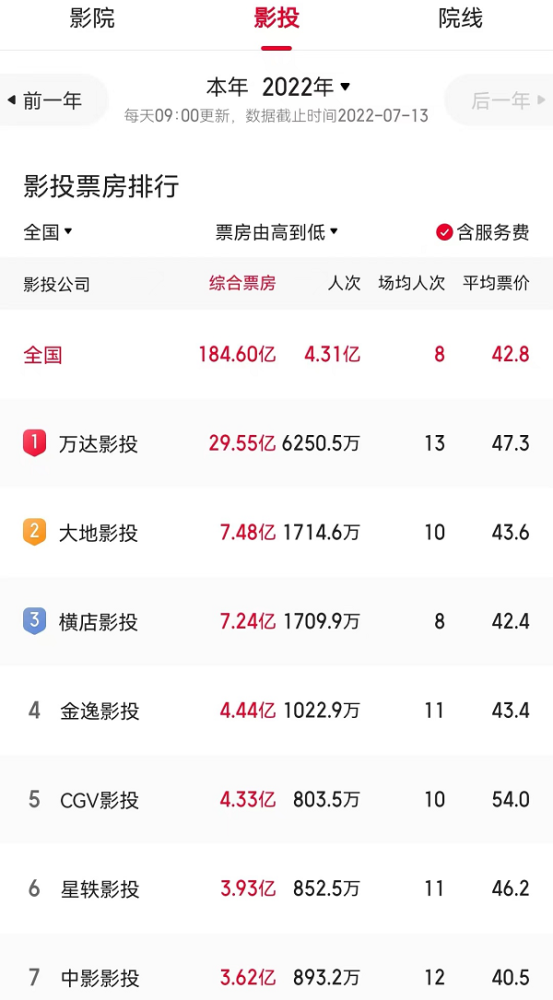 影院 影投 院线
前一年 本年 2022年 后一年
每天09:00更新，数据截止时间2022-07-13
影投票房排行
全国 票房由高到低 含服务费
影投公司 综合票房 人次 场均人次 平均票价
全国 184.60亿 4.31亿 8 42.8
1 万达影投 29.55亿 6250.5万 13 47.3
2 大地影投 7.48亿 1714.6万 10 43.6
3 横店影投 7.24亿 1709.9万 8 42.4
4 金逸影投 4.44亿 1022.9万 11 43.4
5 CGV影投 4.33亿 803.5万 10 54.0
6 星轶影投 3.93亿 852.5万 11 46.2
7 中影影投 3.62亿 893.2万 12 40.5